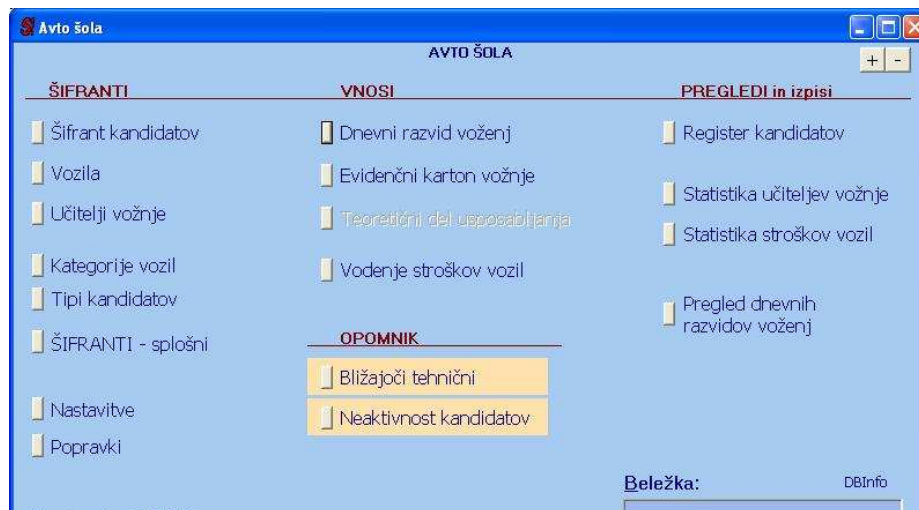 Avto šola
AVTO ŠOLA
+ -
ŠIFRANTI
Šifrant kandidatov
Vozila
Učitelji vožnje
Kategorije vozil
Tipi kandidatov
ŠIFRANTI - splošni
Nastavitve
Popravki
VNOSI
Dnevni razvid voženj
Evidenčni karton vožnje
Teoretični del usposabljanja
Vodenje stroškov vozil
OPOMNIK
Bližajoči tehnični
Neaktivnost kandidatov
PREGLEDI in izpisi
Register kandidatov
Statistika učiteljev vožnje
Statistika stroškov vozil
Pregled dnevnih
razvidov voženj
Beležka:
DBInfo